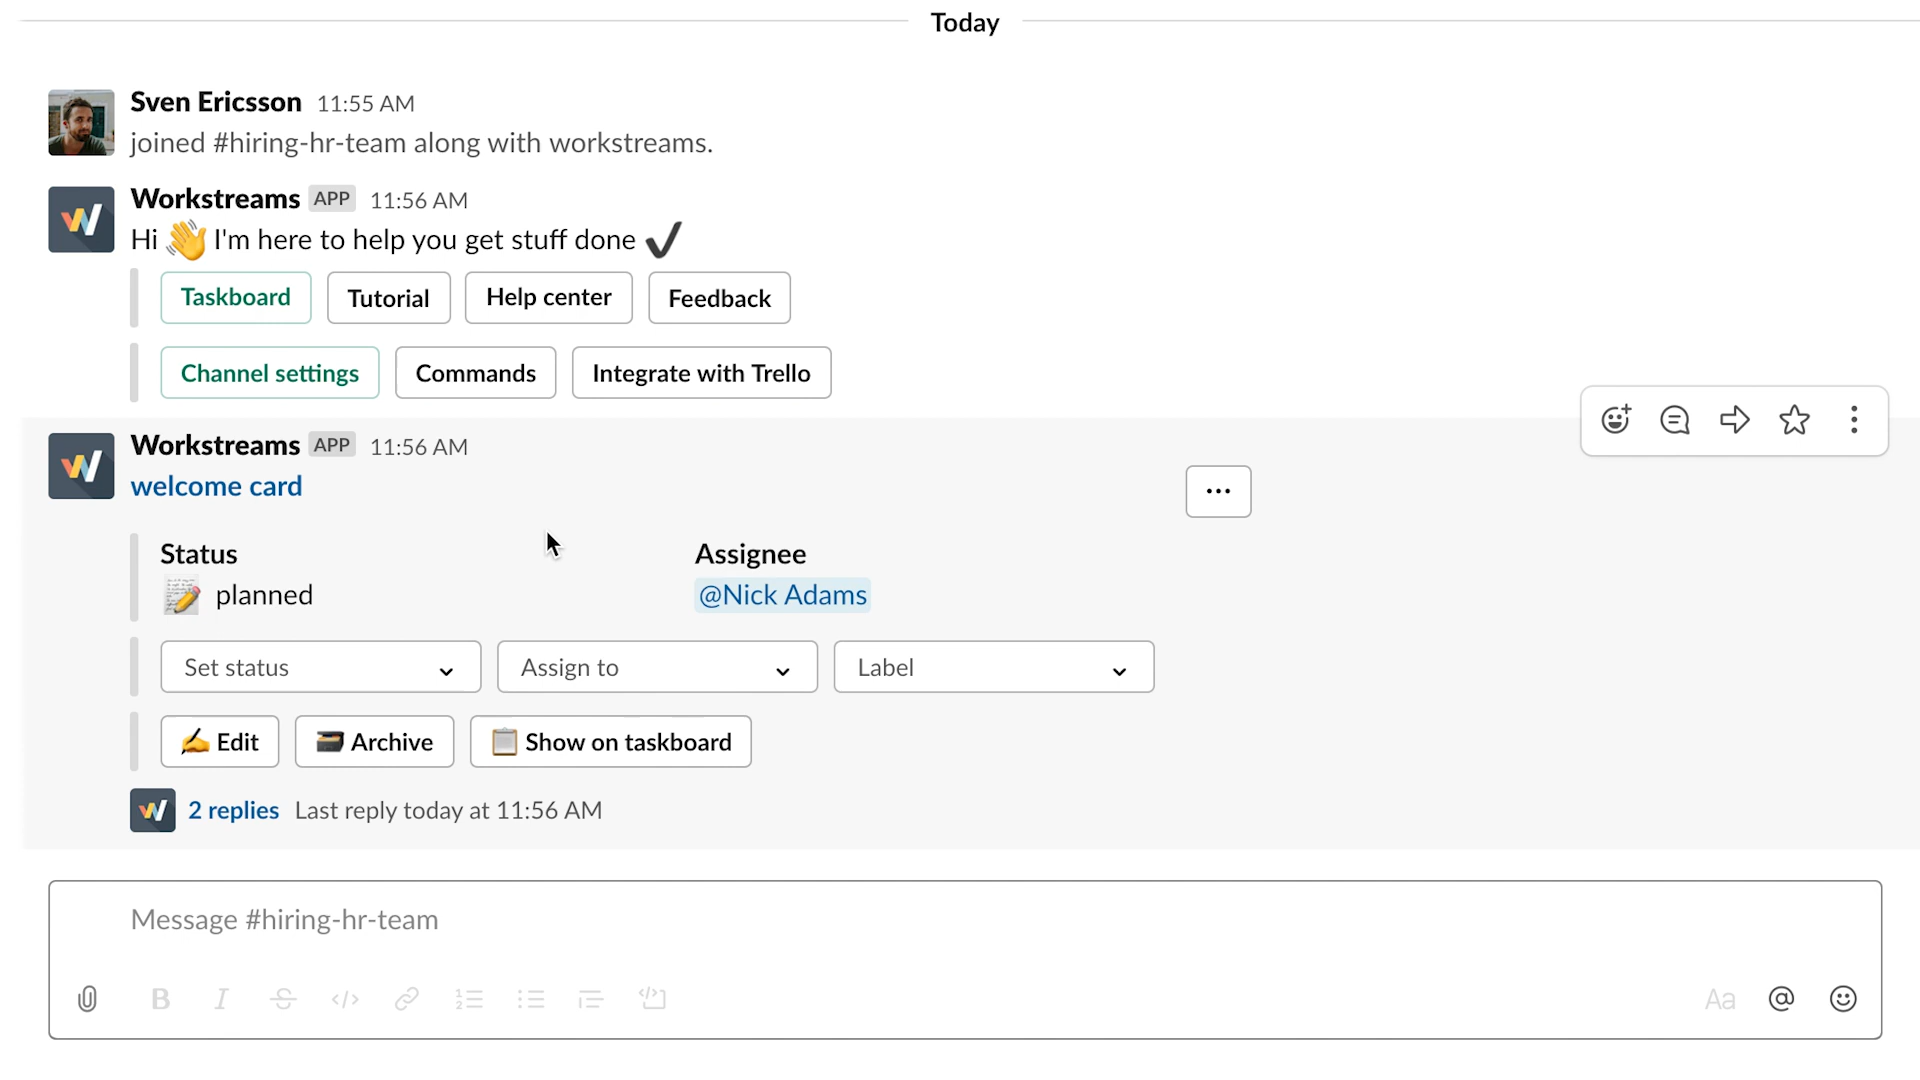 Today
Sven Ericsson 11:55 AM
joined #hiring-hr-team along with workstreams.
Workstreams APP 11:56 AM
Hi 👋 I'm here to help you get stuff done ✔
Taskboard Tutorial Help center Feedback
Channel settings Commands Integrate with Trello
Workstreams APP 11:56 AM
welcome card
Status Assignee
planned @Nick Adams
Set status Assign to Label
Edit Archive Show on taskboard
2 replies Last reply today at 11:56 AM
Message #hiring-hr-team
Aa @